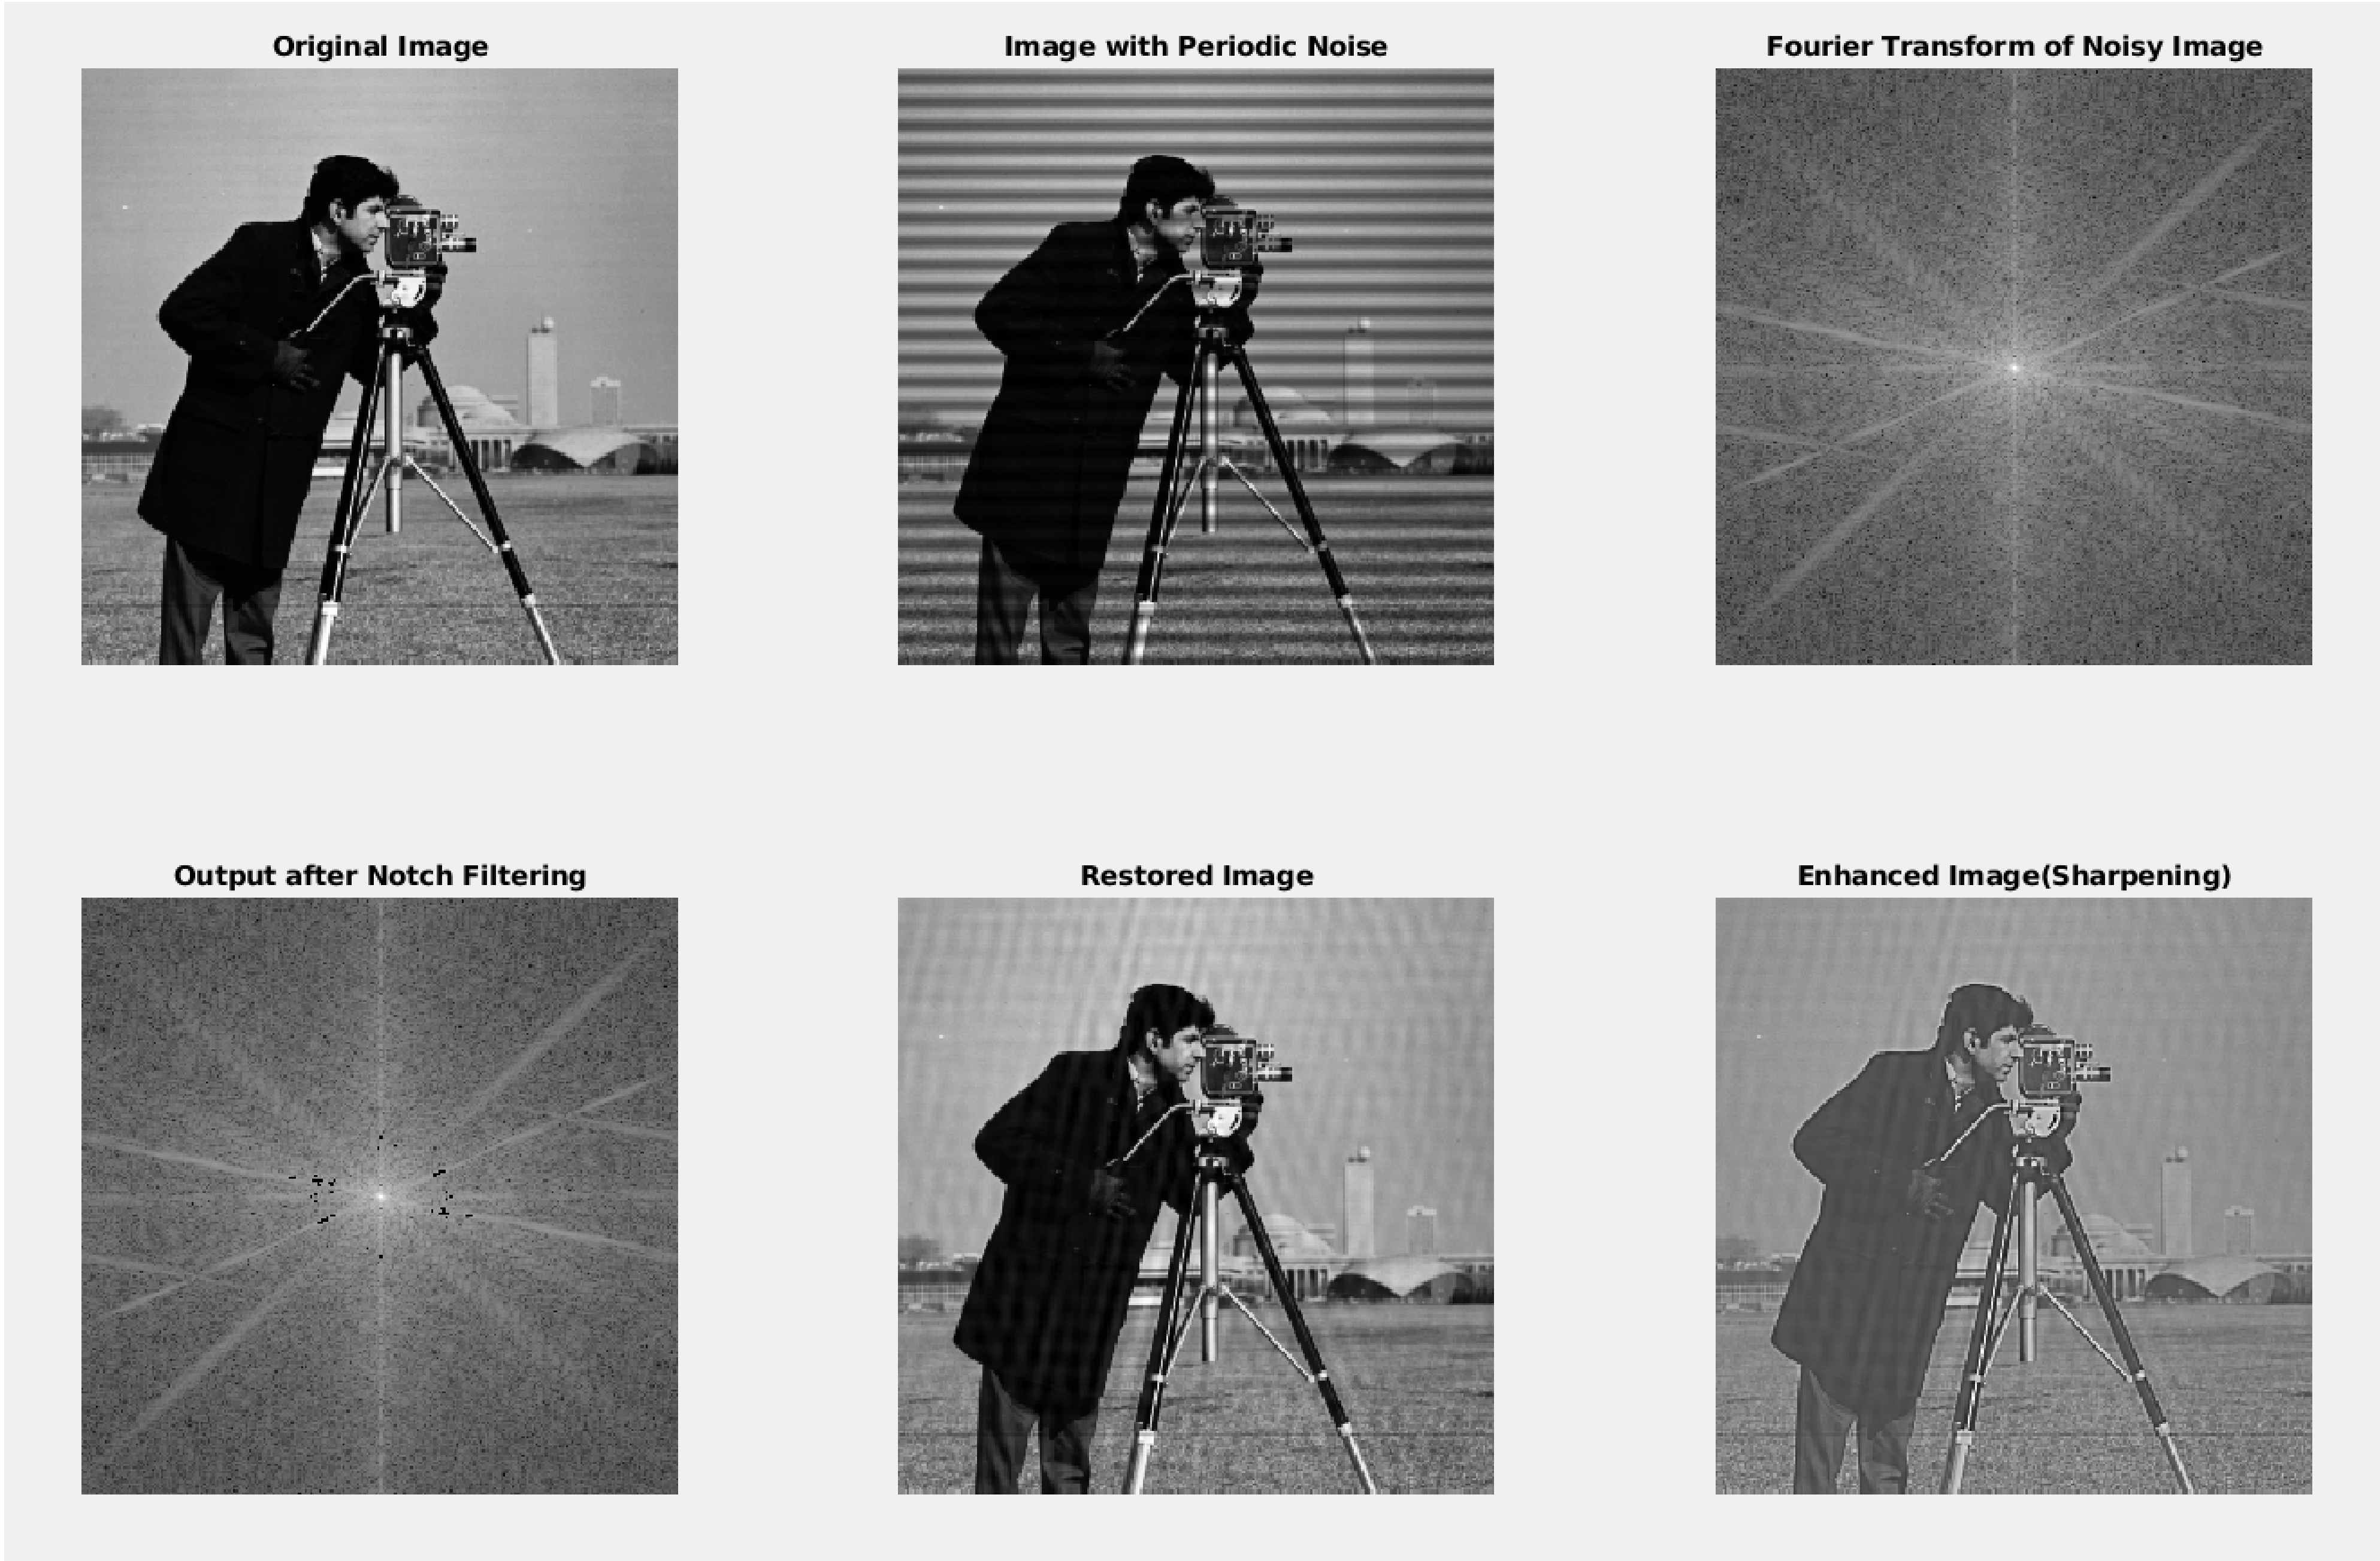 Original Image
Image with Periodic Noise
Fourier Transform of Noisy Image
Output after Notch Filtering
Restored Image
Enhanced Image(Sharpening)